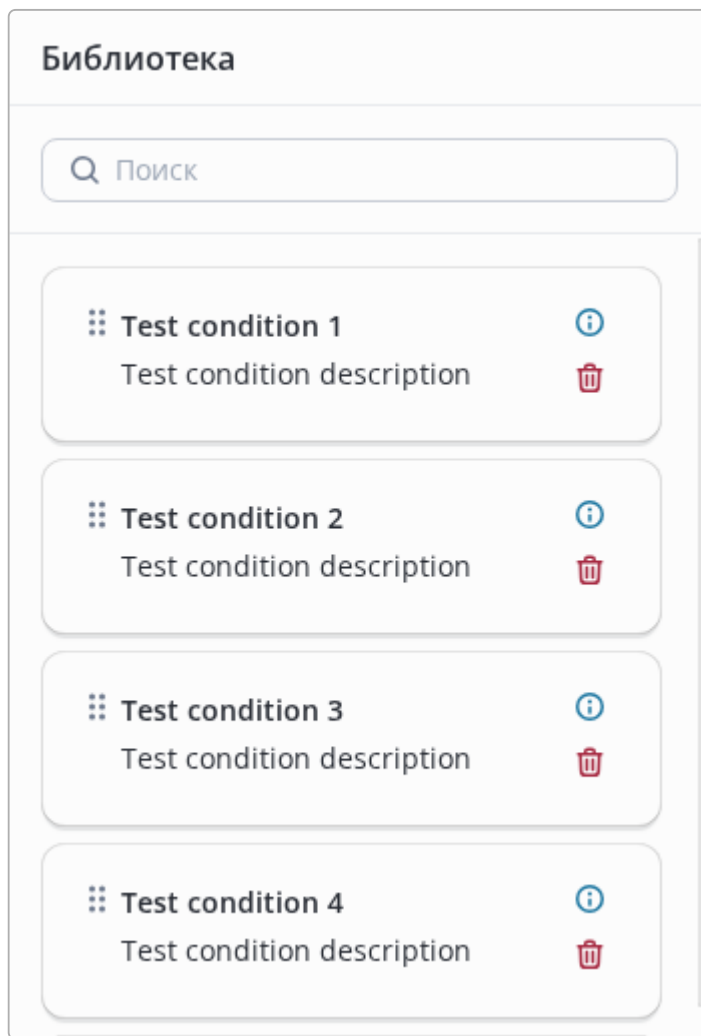 Библиотека
Поиск
Test condition 1
Test condition description
Test condition 2
Test condition description
Test condition 3
Test condition description
Test condition 4
Test condition description